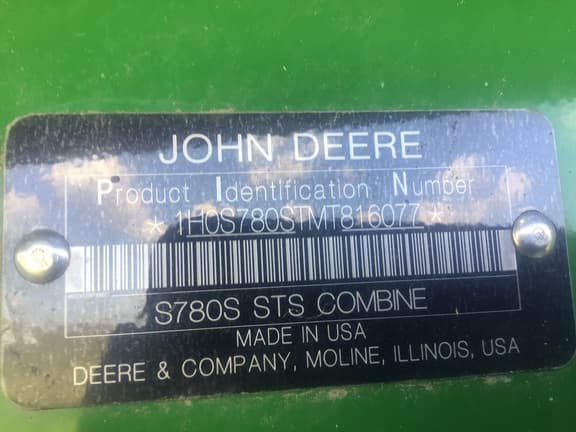 JOHN DEERE
Product Identification Number
*1H0S780STMT816077*
S780S STS COMBINE
MADE IN USA
DEERE & COMPANY, MOLINE, ILLINOIS, USA